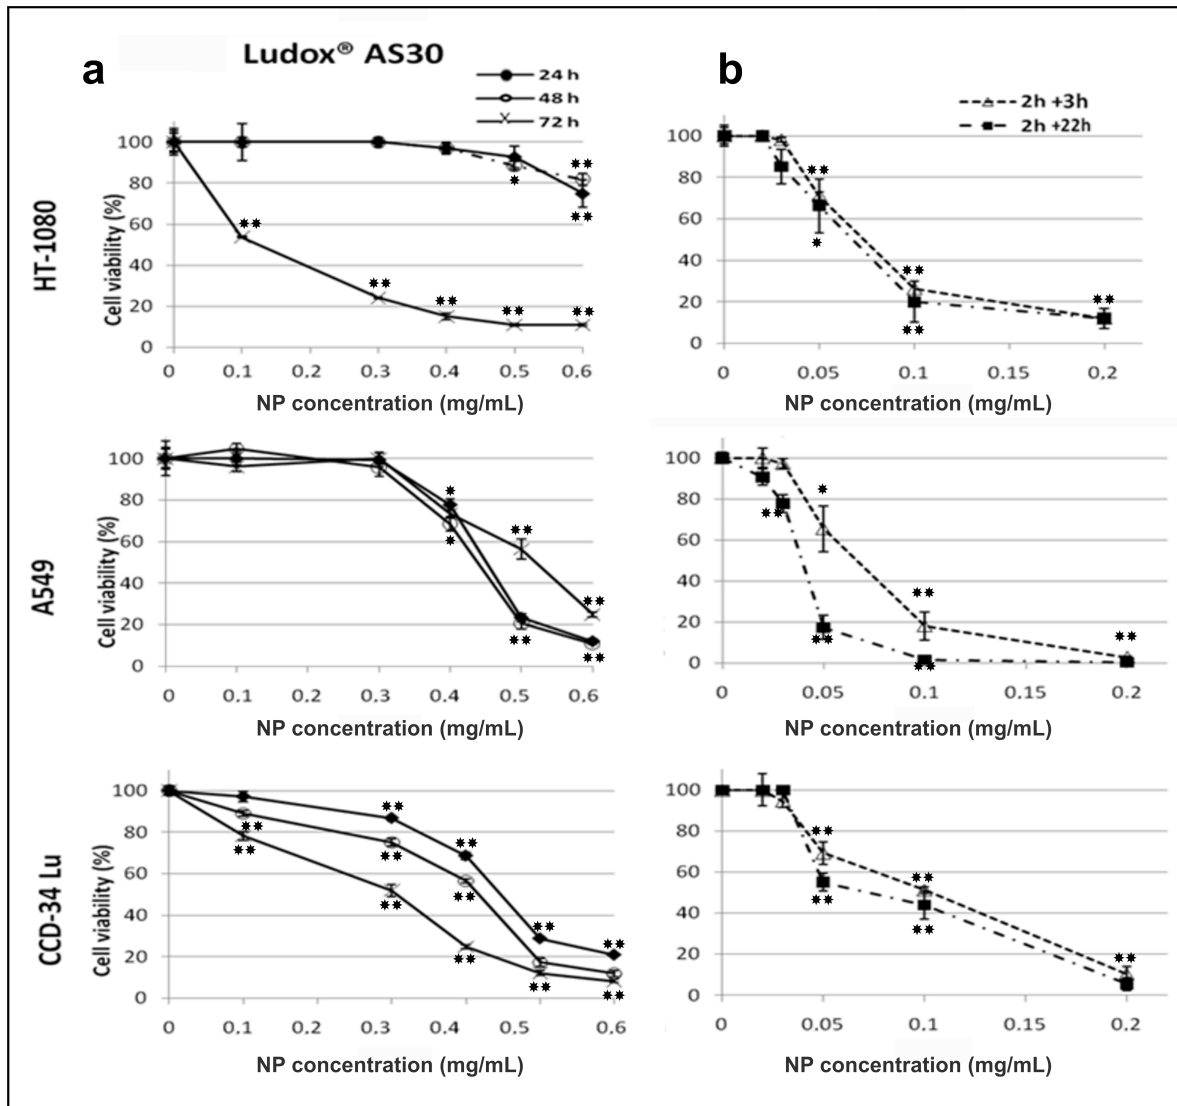 Ludox® AS30
a
24 h
48 h
72 h
b
2h +3h
2h +22h
HT-1080
Cell viability (%)
100
80
60
40
20
0
0 0.1 0.2 0.3 0.4 0.5 0.6
NP concentration (mg/mL)
100
80
60
40
20
0
0 0.05 0.1 0.15 0.2
NP concentration (mg/mL)
A549
Cell viability (%)
100
80
60
40
20
0
0 0.1 0.2 0.3 0.4 0.5 0.6
NP concentration (mg/mL)
100
80
60
40
20
0
0 0.05 0.1 0.15 0.2
NP concentration (mg/mL)
CCD-34 Lu
Cell viability (%)
100
80
60
40
20
0
0 0.1 0.2 0.3 0.4 0.5 0.6
NP concentration (mg/mL)
100
80
60
40
20
0
0 0.05 0.1 0.15 0.2
NP concentration (mg/mL)